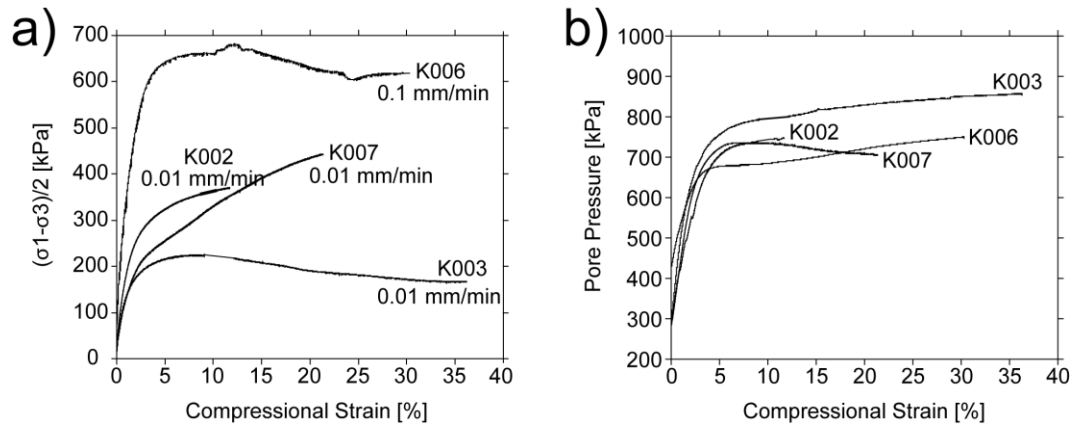 a)
(σ1-σ3)/2 [kPa]
700
600
500
400
300
200
100
0
K006
0.1 mm/min
K002
0.01 mm/min
K007
0.01 mm/min
K003
0.01 mm/min
0 5 10 15 20 25 30 35 40
Compressional Strain [%]
b)
Pore Pressure [kPa]
1000
900
800
700
600
500
400
300
200
K003
K002
K006
K007
0 5 10 15 20 25 30 35 40
Compressional Strain [%]